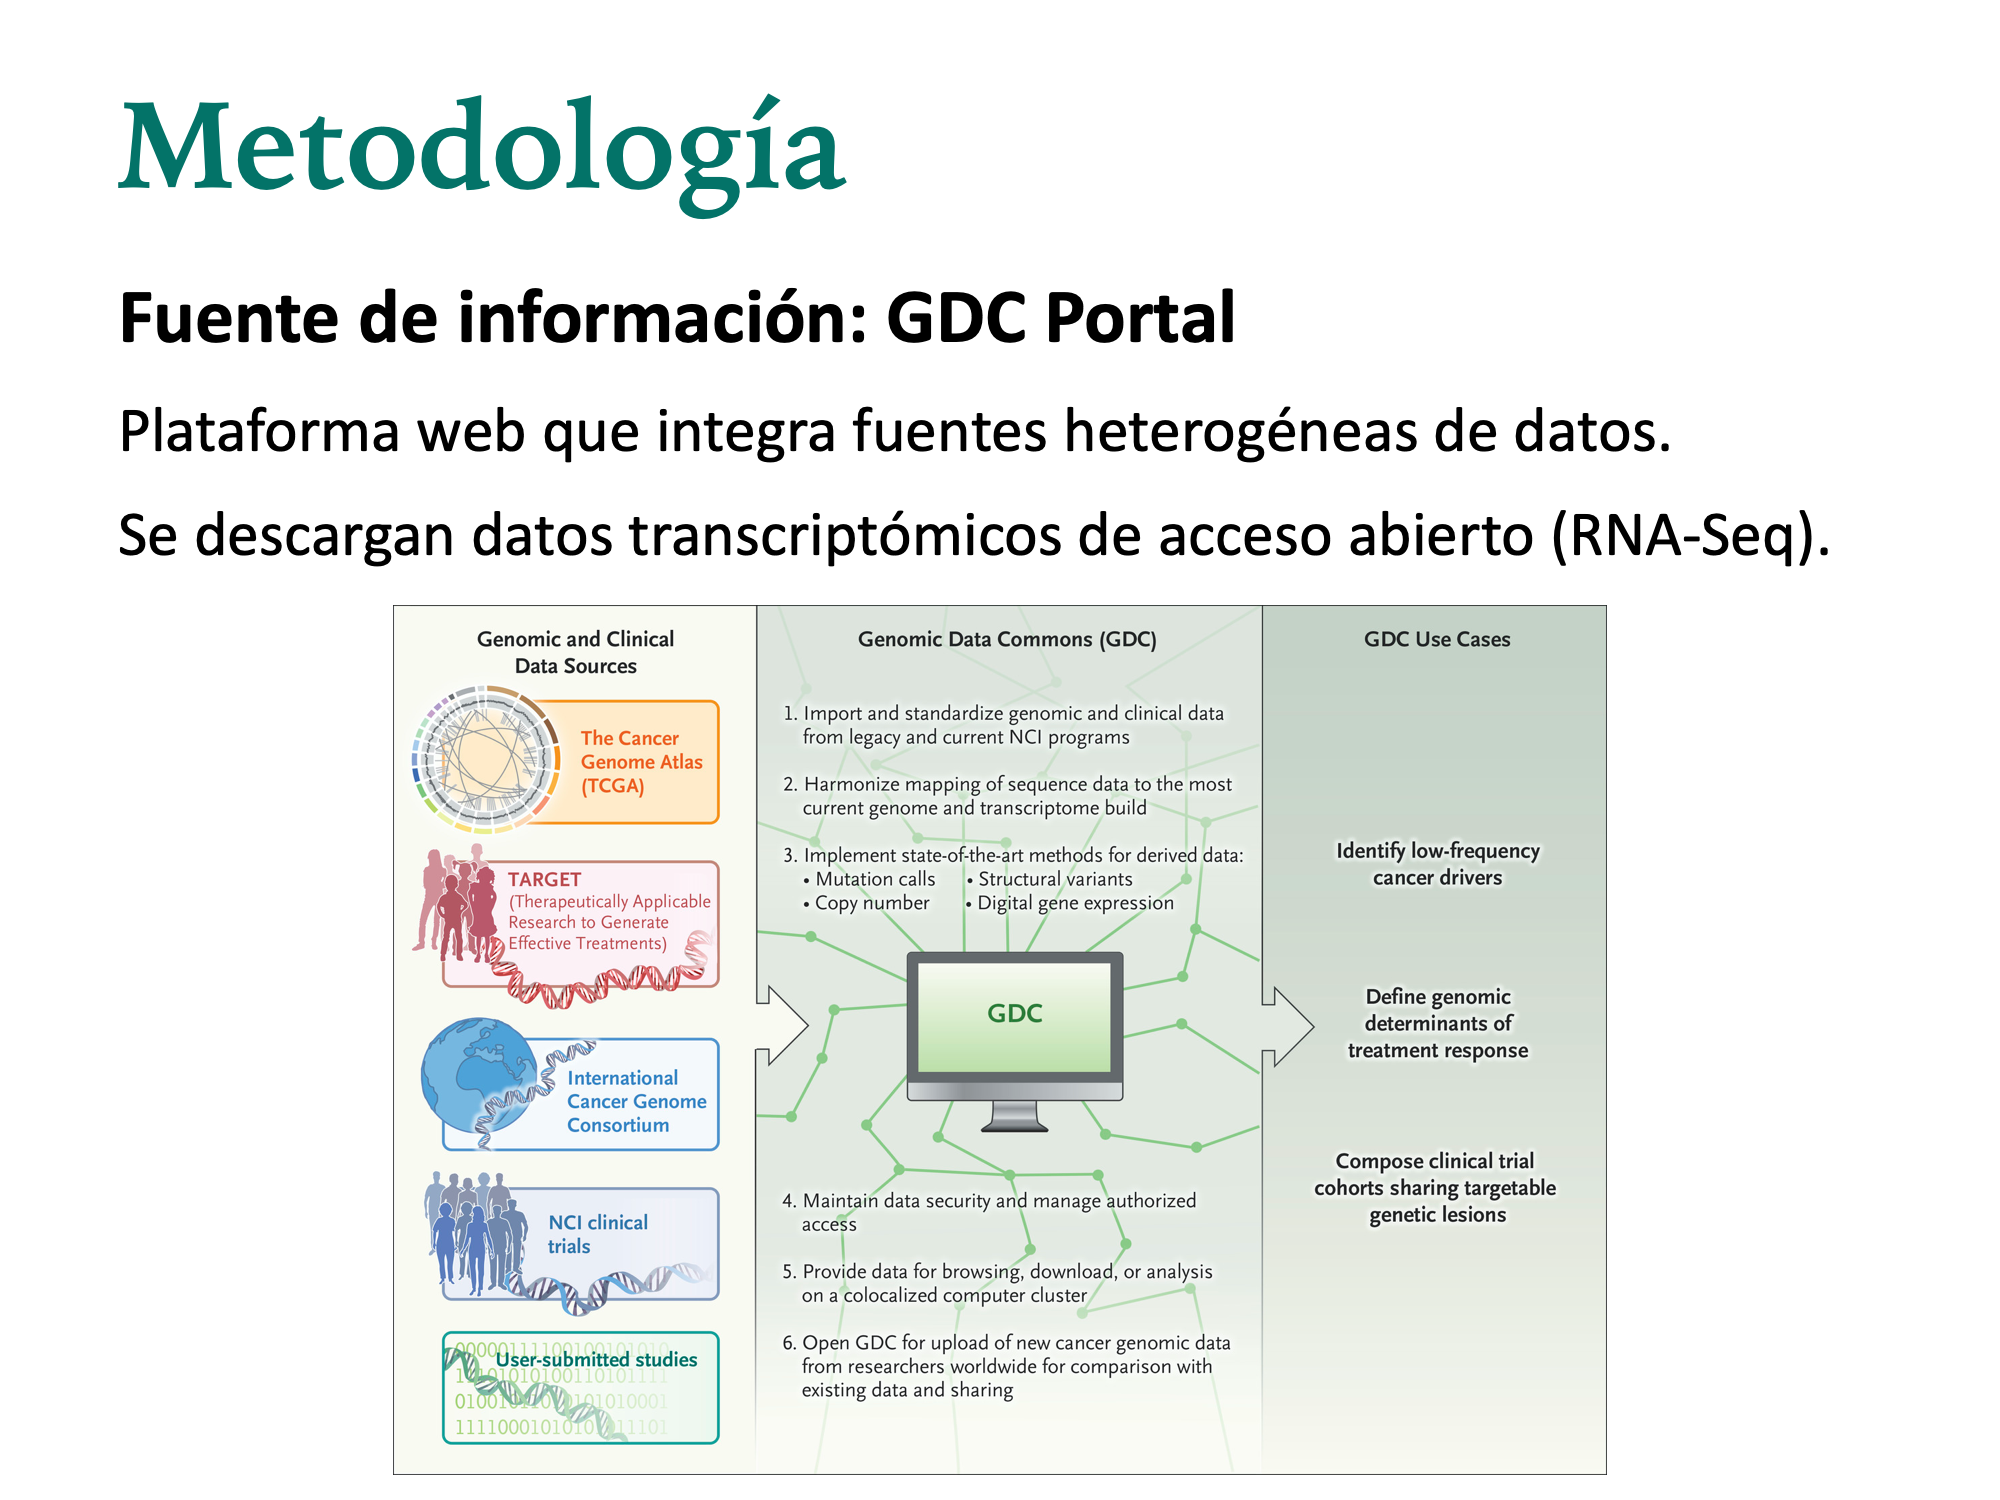 Metodología
Fuente de información: GDC Portal
Plataforma web que integra fuentes heterogéneas de datos.
Se descargan datos transcriptómicos de acceso abierto (RNA-Seq).
Genomic and Clinical
Data Sources
The Cancer
Genome Atlas
(TCGA)
TARGET
(Therapeutically Applicable
Research to Generate
Effective Treatments)
International
Cancer Genome
Consortium
NCI clinical
trials
User-submitted studies
Genomic Data Commons (GDC)
1. Import and standardize genomic and clinical data
from legacy and current NCI programs
2. Harmonize mapping of sequence data to the most
current genome and transcriptome build
3. Implement state-of-the-art methods for derived data:
• Mutation calls • Structural variants
• Copy number • Digital gene expression
GDC
4. Maintain data security and manage authorized
access
5. Provide data for browsing, download, or analysis
on a colocalized computer cluster
6. Open GDC for upload of new cancer genomic data
from researchers worldwide for comparison with
existing data and sharing
GDC Use Cases
Identify low-frequency
cancer drivers
Define genomic
determinants of
treatment response
Compose clinical trial
cohorts sharing targetable
genetic lesions